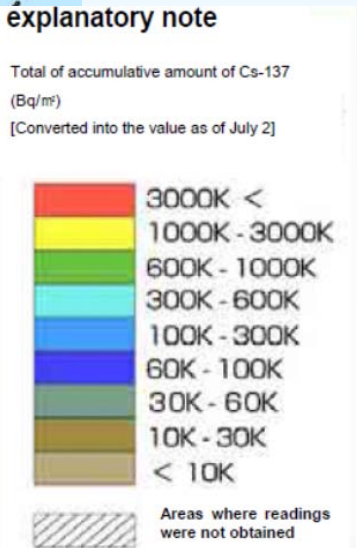 explanatory note
Total of accumulative amount of Cs-137
(Bq/m²)
[Converted into the value as of July 2]
3000K <
1000K - 3000K
600K - 1000K
300K - 600K
100K - 300K
60K - 100K
30K - 60K
10K - 30K
< 10K
Areas where readings
were not obtained